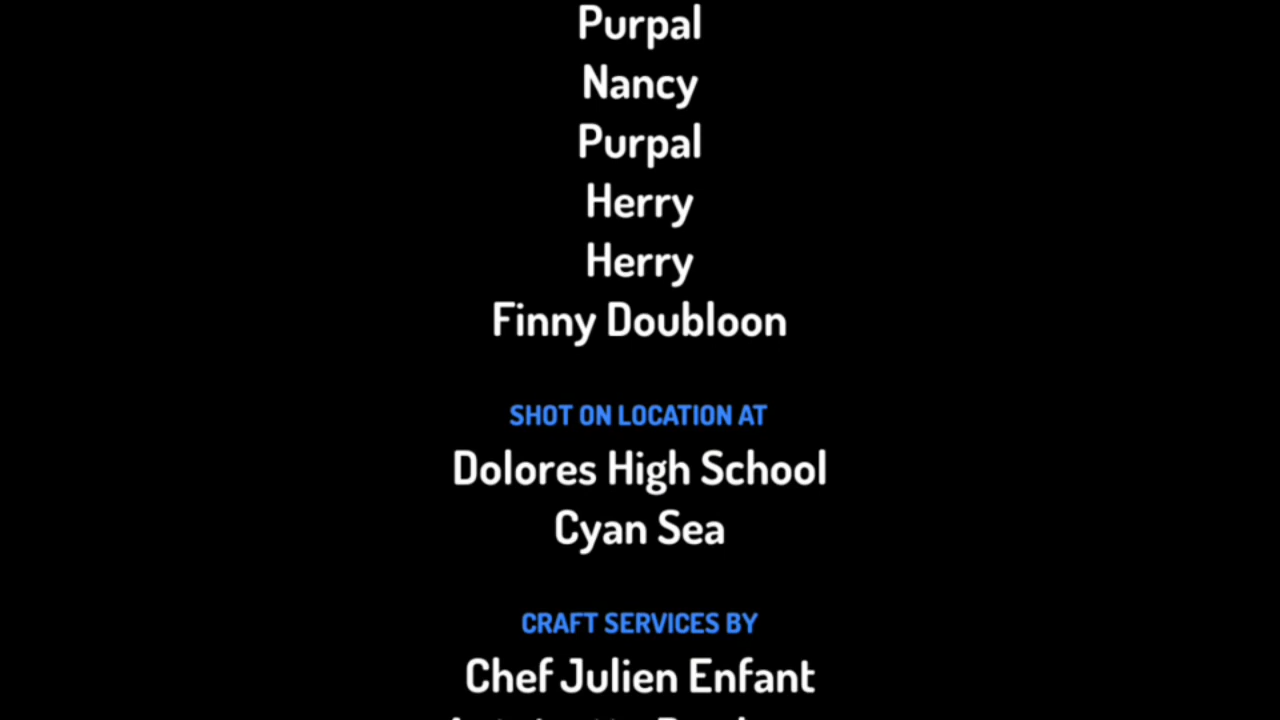 Purpal
Nancy
Purpal
Herry
Herry
Finny Doubloon
SHOT ON LOCATION AT
Dolores High School
Cyan Sea
CRAFT SERVICES BY
Chef Julien Enfant